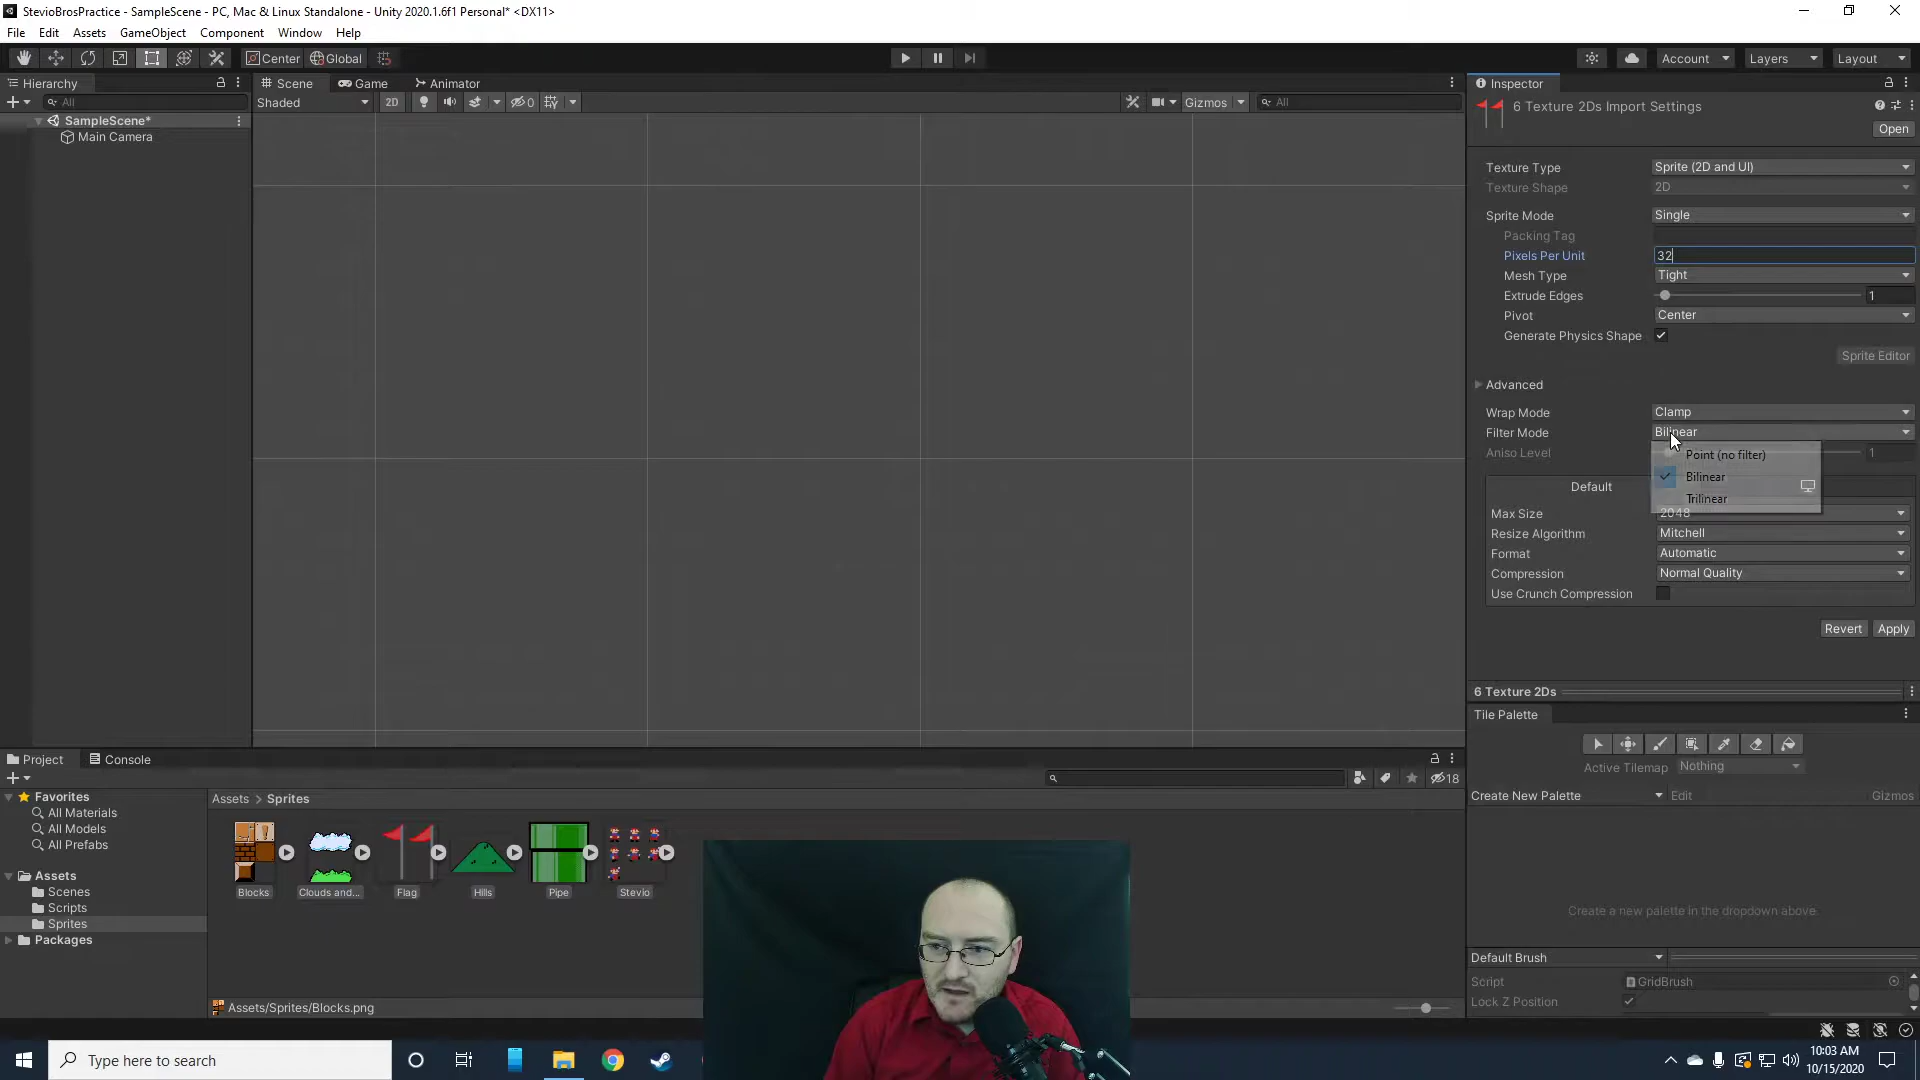 StevioBrosPractice - SampleScene - PC, Mac & Linux Standalone - Unity 2020.1.6f1 Personal* <DX11>
File Edit Assets GameObject Component Window Help
Center Global Account Layers Layout
Hierarchy Scene Game Animator Inspector
All Shaded 2D 0 Gizmos All
SampleScene*
Main Camera
6 Texture 2Ds Import Settings
Open
Texture Type Sprite (2D and UI)
Texture Shape 2D
Sprite Mode Single
Packing Tag
Pixels Per Unit 32
Mesh Type Tight
Extrude Edges 1
Pivot Center
Generate Physics Shape
Sprite Editor
Advanced
Wrap Mode Clamp
Filter Mode Bilinear
Aniso Level 1
Point (no filter)
Bilinear
Trilinear
Default
Max Size 2048
Resize Algorithm Mitchell
Format Automatic
Compression Normal Quality
Use Crunch Compression
Revert Apply
6 Texture 2Ds
Tile Palette
Active Tilemap Nothing
Create New Palette Edit Gizmos
Create a new palette in the dropdown above.
Default Brush
Script GridBrush
Lock Z Position
Project Console
18
Favorites
All Materials
All Models
All Prefabs
Assets
Scenes
Scripts
Sprites
Packages
Assets > Sprites
Blocks Clouds and... Flag Hills Pipe Stevio
Assets/Sprites/Blocks.png
Type here to search
10:03 AM
10/15/2020